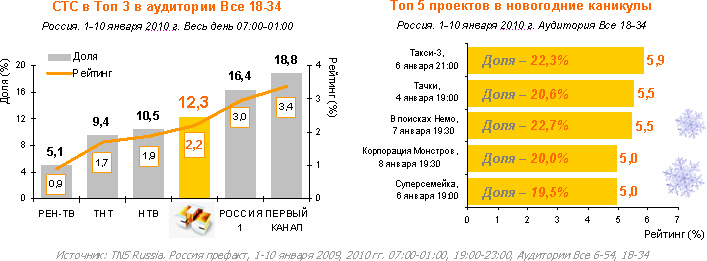 СТС в Топ 3 в аудитории Все 18-34
Россия. 1-10 января 2010 г. Весь день 07:00-01:00
Доля (%)
Рейтинг (%)
Доля
Рейтинг
20
16
12
8
4
0
4
3
2
1
0
5,1
9,4
10,5
12,3
16,4
18,8
0,9
1,7
1,9
2,2
3,0
3,4
РЕН-ТВ
ТНТ
НТВ
РОССИЯ
1
ПЕРВЫЙ
КАНАЛ
Топ 5 проектов в новогодние каникулы
Россия. 1-10 января 2010 г. Аудитория Все 18-34
Такси-3,
6 января 21:00
Доля – 22,3%
5,9
Тачки,
4 января 19:00
Доля – 20,6%
5,5
В поисках Немо,
7 января 19:30
Доля – 22,7%
5,5
Корпорация Монстров,
8 января 19:30
Доля – 20,0%
5,0
Суперсемейка,
6 января 19:00
Доля – 19,5%
5,0
0 1 2 3 4 5 6 7
Рейтинг (%)
Источник: TNS Russia. Россия префакт, 1-10 января 2009, 2010 гг. 07:00-01:00, 19:00-23:00, Аудитории Все 6-54, 18-34